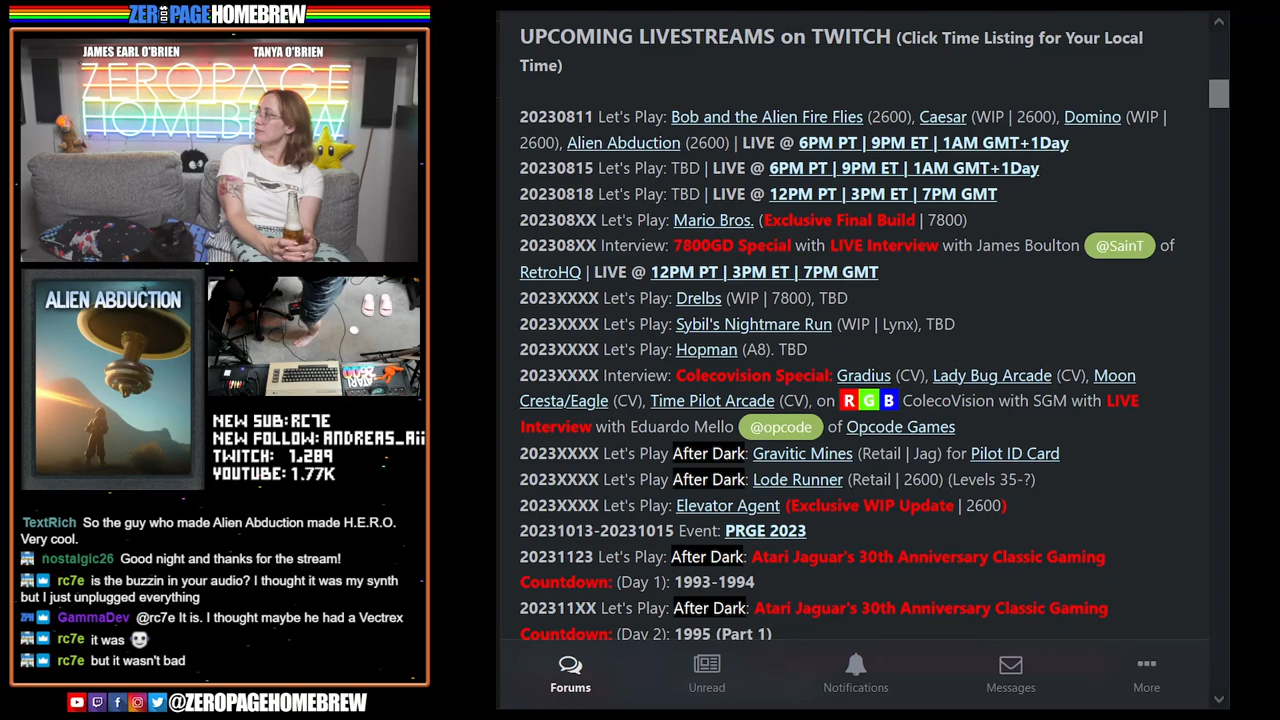 ZEROPAGE HOMEBREW
JAMES EARL O'BRIEN TANYA O'BRIEN
ZEROPAGE
HOMEBREW
ALIEN ABDUCTION
NEW SUB:RC7E
NEW FOLLOW:ANDREAS_Aii
TWITCH: 1,289
YOUTUBE: 1.77K
TextRich So the guy who made Alien Abduction made H.E.R.O.
Very cool.
nostalgic26 Good night and thanks for the stream!
rc7e is the buzzin in your audio? I thought it was my synth
but I just unplugged everything
GammaDev @rc7e It is. I thought maybe he had a Vectrex
rc7e it was
rc7e but it wasn't bad
@ZEROPAGEHOMEBREW
UPCOMING LIVESTREAMS on TWITCH (Click Time Listing for Your Local
Time)
20230811 Let's Play: Bob and the Alien Fire Flies (2600), Caesar (WIP | 2600), Domino (WIP |
2600), Alien Abduction (2600) | LIVE @ 6PM PT | 9PM ET | 1AM GMT+1Day
20230815 Let's Play: TBD | LIVE @ 6PM PT | 9PM ET | 1AM GMT+1Day
20230818 Let's Play: TBD | LIVE @ 12PM PT | 3PM ET | 7PM GMT
202308XX Let's Play: Mario Bros. (Exclusive Final Build | 7800)
202308XX Interview: 7800GD Special with LIVE Interview with James Boulton @SainT of
RetroHQ | LIVE @ 12PM PT | 3PM ET | 7PM GMT
2023XXXX Let's Play: Drelbs (WIP | 7800), TBD
2023XXXX Let's Play: Sybil's Nightmare Run (WIP | Lynx), TBD
2023XXXX Let's Play: Hopman (A8). TBD
2023XXXX Interview: Colecovision Special: Gradius (CV), Lady Bug Arcade (CV), Moon
Cresta/Eagle (CV), Time Pilot Arcade (CV), on R G B ColecoVision with SGM with LIVE
Interview with Eduardo Mello @opcode of Opcode Games
2023XXXX Let's Play After Dark: Gravitic Mines (Retail | Jag) for Pilot ID Card
2023XXXX Let's Play After Dark: Lode Runner (Retail | 2600) (Levels 35-?)
2023XXXX Let's Play: Elevator Agent (Exclusive WIP Update | 2600)
20231013-20231015 Event: PRGE 2023
20231123 Let's Play: After Dark: Atari Jaguar's 30th Anniversary Classic Gaming
Countdown: (Day 1): 1993-1994
202311XX Let's Play: After Dark: Atari Jaguar's 30th Anniversary Classic Gaming
Countdown: (Day 2): 1995 (Part 1)
Forums Unread Notifications Messages More